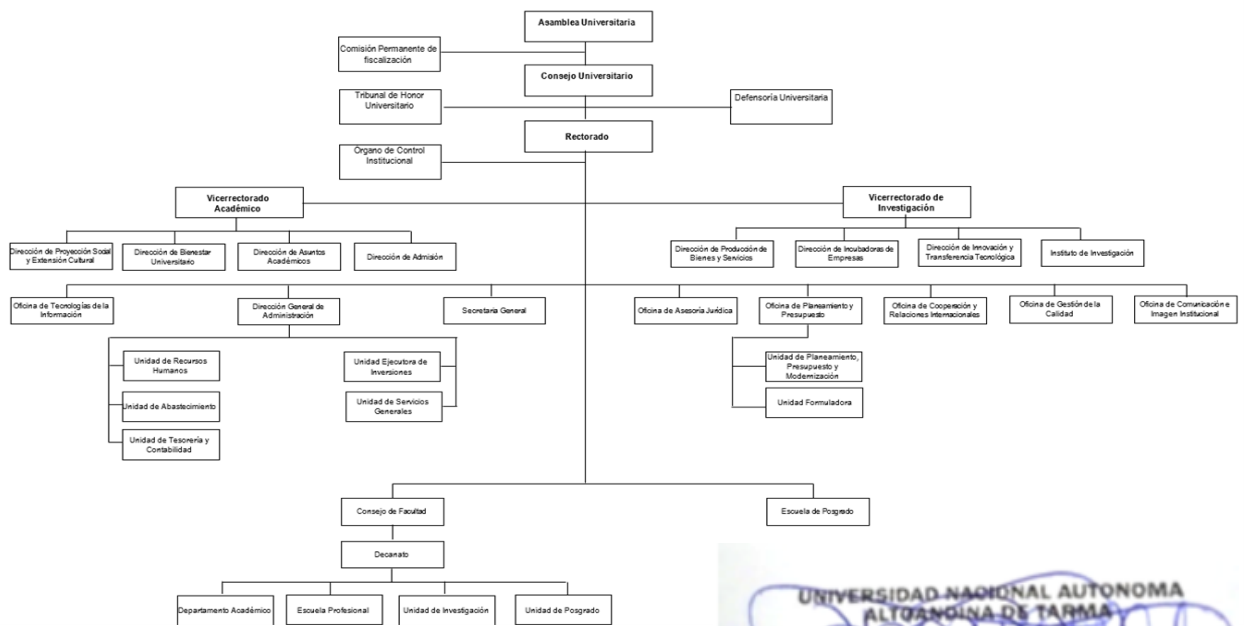 Asamblea Universitaria
Comisión Permanente de
fiscalización
Consejo Universitario
Tribunal de Honor
Universitario
Defensoría Universitaria
Rectorado
Órgano de Control
Institucional
Vicerrectorado
Académico
Vicerrectorado de
Investigación
Dirección de Proyección Social
y Extensión Cultural
Dirección de Bienestar
Universitario
Dirección de Asuntos
Académicos
Dirección de Admisión
Dirección de Producción de
Bienes y Servicios
Dirección de Incubadoras de
Empresas
Dirección de Innovación y
Transferencia Tecnológica
Instituto de Investigación
Oficina de Tecnologías de la
Información
Dirección General de
Administración
Secretaria General
Oficina de Asesoría Jurídica
Oficina de Planeamiento y
Presupuesto
Oficina de Cooperación y
Relaciones Internacionales
Oficina de Gestión de la
Calidad
Oficina de Comunicación e
Imagen Institucional
Unidad de Recursos
Humanos
Unidad Ejecutora de
Inversiones
Unidad de Planeamiento,
Presupuesto y
Modernización
Unidad de Abastecimiento
Unidad de Servicios
Generales
Unidad Formuladora
Unidad de Tesorería y
Contabilidad
Consejo de Facultad
Escuela de Posgrado
Decanato
Departamento Académico
Escuela Profesional
Unidad de Investigación
Unidad de Posgrado
UNIVERSIDAD NACIONAL AUTONOMA
ALTOANDINA DE TARMA